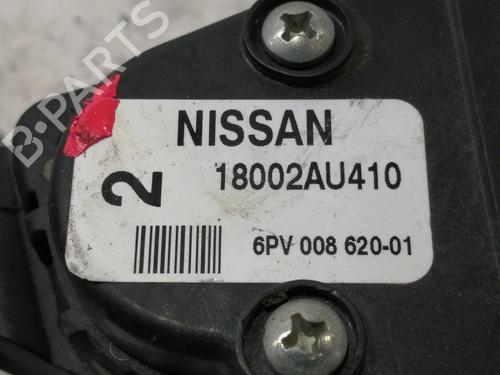 B-PARTS
NISSAN
2
18002AU410
6PV 008 620-01